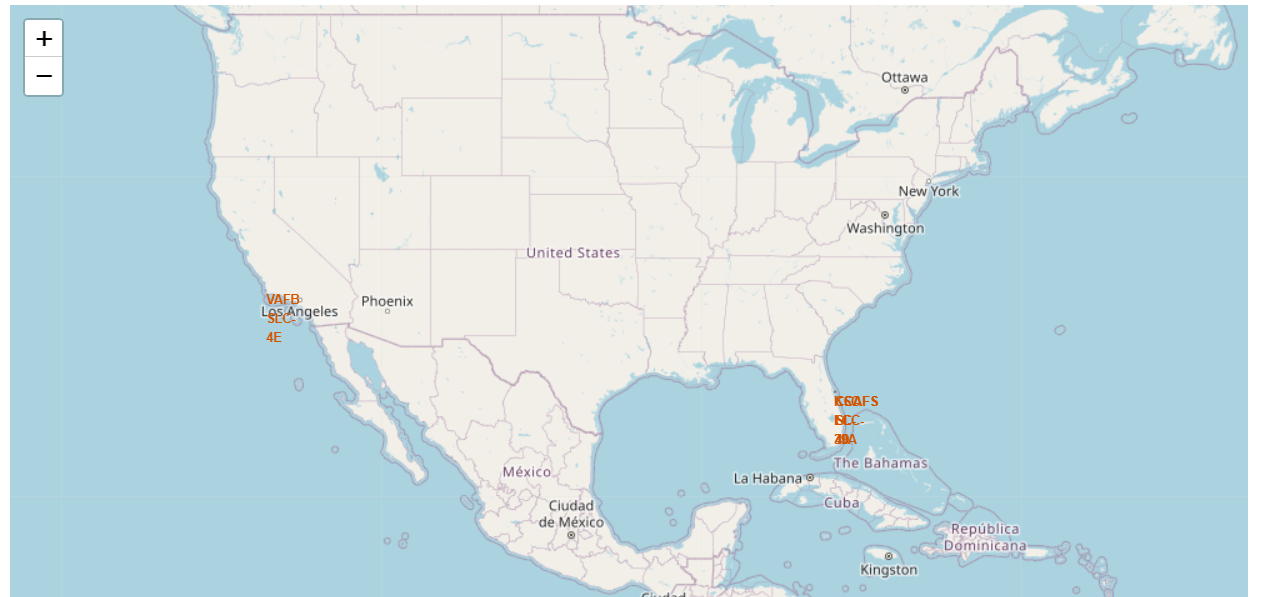 +
−
Ottawa
New York
Washington
United States
VAFB
Los Angeles
SLC-
4E
Phoenix
México
Ciudad
de México
La Habana
The Bahamas
Cuba
República
Dominicana
Kingston
Ciudad